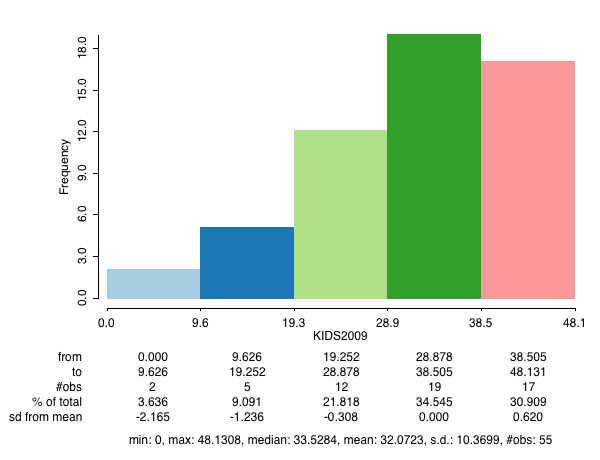 18.0
15.0
12.0
9.0
6.0
3.0
0.0
Frequency
0.0 9.6 19.3 28.9 38.5 48.1
KIDS2009
from 0.000 9.626 19.252 28.878 38.505
to 9.626 19.252 28.878 38.505 48.131
#obs 2 5 12 19 17
% of total 3.636 9.091 21.818 34.545 30.909
sd from mean -2.165 -1.236 -0.308 0.000 0.620
min: 0, max: 48.1308, median: 33.5284, mean: 32.0723, s.d.: 10.3699, #obs: 55